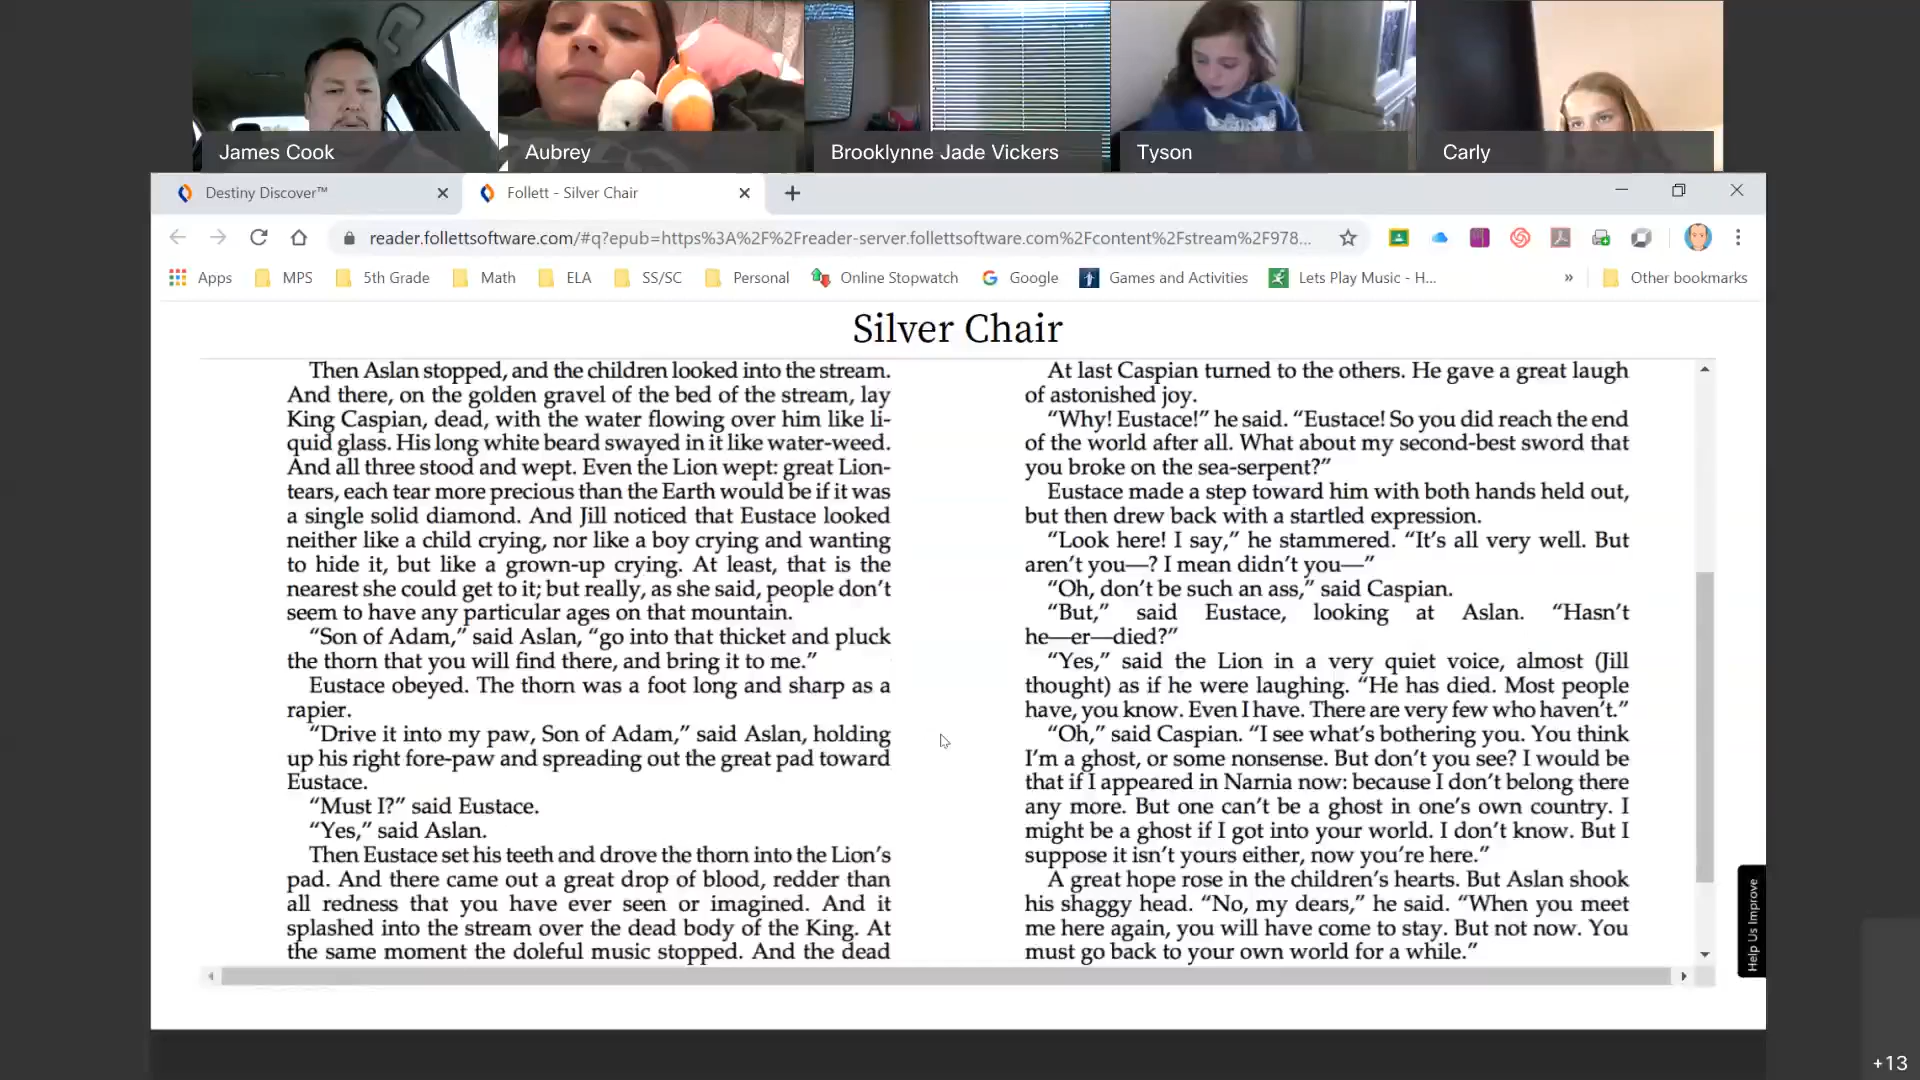 James Cook
Aubrey
Brooklynne Jade Vickers
Tyson
Carly
Destiny Discover™
Follett - Silver Chair
reader.follettsoftware.com/#q?epub=https%3A%2F%2Freader-server.follettsoftware.com%2Fcontent%2Fstream%2F978...
Apps
MPS
5th Grade
Math
ELA
SS/SC
Personal
Online Stopwatch
Google
Games and Activities
Lets Play Music - H...
»
Other bookmarks
Silver Chair
Then Aslan stopped, and the children looked into the stream.
And there, on the golden gravel of the bed of the stream, lay
King Caspian, dead, with the water flowing over him like li-
quid glass. His long white beard swayed in it like water-weed.
And all three stood and wept. Even the Lion wept: great Lion-
tears, each tear more precious than the Earth would be if it was
a single solid diamond. And Jill noticed that Eustace looked
neither like a child crying, nor like a boy crying and wanting
to hide it, but like a grown-up crying. At least, that is the
nearest she could get to it; but really, as she said, people don’t
seem to have any particular ages on that mountain.
“Son of Adam,” said Aslan, “go into that thicket and pluck
the thorn that you will find there, and bring it to me.”
Eustace obeyed. The thorn was a foot long and sharp as a
rapier.
“Drive it into my paw, Son of Adam,” said Aslan, holding
up his right fore-paw and spreading out the great pad toward
Eustace.
“Must I?” said Eustace.
“Yes,” said Aslan.
Then Eustace set his teeth and drove the thorn into the Lion’s
pad. And there came out a great drop of blood, redder than
all redness that you have ever seen or imagined. And it
splashed into the stream over the dead body of the King. At
the same moment the doleful music stopped. And the dead
At last Caspian turned to the others. He gave a great laugh
of astonished joy.
“Why! Eustace!” he said. “Eustace! So you did reach the end
of the world after all. What about my second-best sword that
you broke on the sea-serpent?”
Eustace made a step toward him with both hands held out,
but then drew back with a startled expression.
“Look here! I say,” he stammered. “It’s all very well. But
aren’t you—? I mean didn’t you—”
“Oh, don’t be such an ass,” said Caspian.
“But,” said Eustace, looking at Aslan. “Hasn’t
he—er—died?”
“Yes,” said the Lion in a very quiet voice, almost (Jill
thought) as if he were laughing. “He has died. Most people
have, you know. Even I have. There are very few who haven’t.”
“Oh,” said Caspian. “I see what’s bothering you. You think
I’m a ghost, or some nonsense. But don’t you see? I would be
that if I appeared in Narnia now: because I don’t belong there
any more. But one can’t be a ghost in one’s own country. I
might be a ghost if I got into your world. I don’t know. But I
suppose it isn’t yours either, now you’re here.”
A great hope rose in the children’s hearts. But Aslan shook
his shaggy head. “No, my dears,” he said. “When you meet
me here again, you will have come to stay. But not now. You
must go back to your own world for a while.”
Help Us Improve
+13